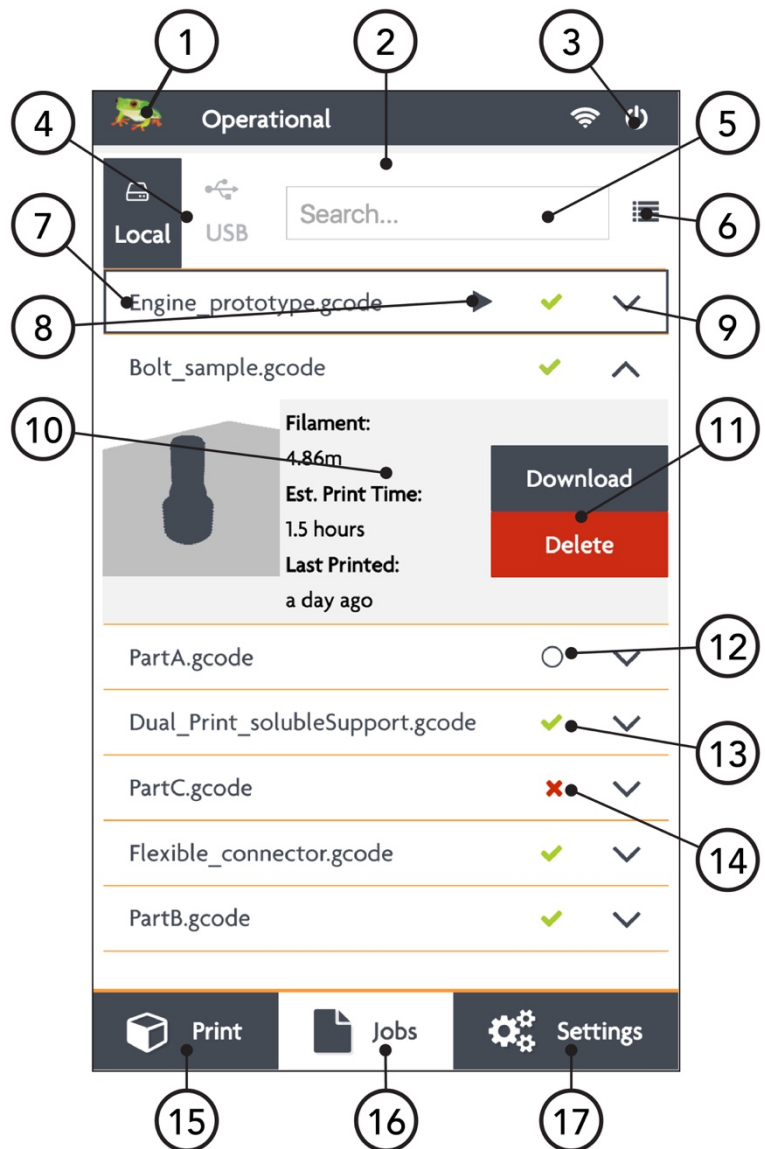 1
2
3
4
Operational
5
Local
USB
Search...
6
7
Engine_prototype.gcode
8
9
Bolt_sample.gcode
10
Filament:
4.86m
Est. Print Time:
1.5 hours
Last Printed:
a day ago
Download
Delete
11
PartA.gcode
12
Dual_Print_solubleSupport.gcode
13
PartC.gcode
14
Flexible_connector.gcode
PartB.gcode
Print
Jobs
Settings
15
16
17